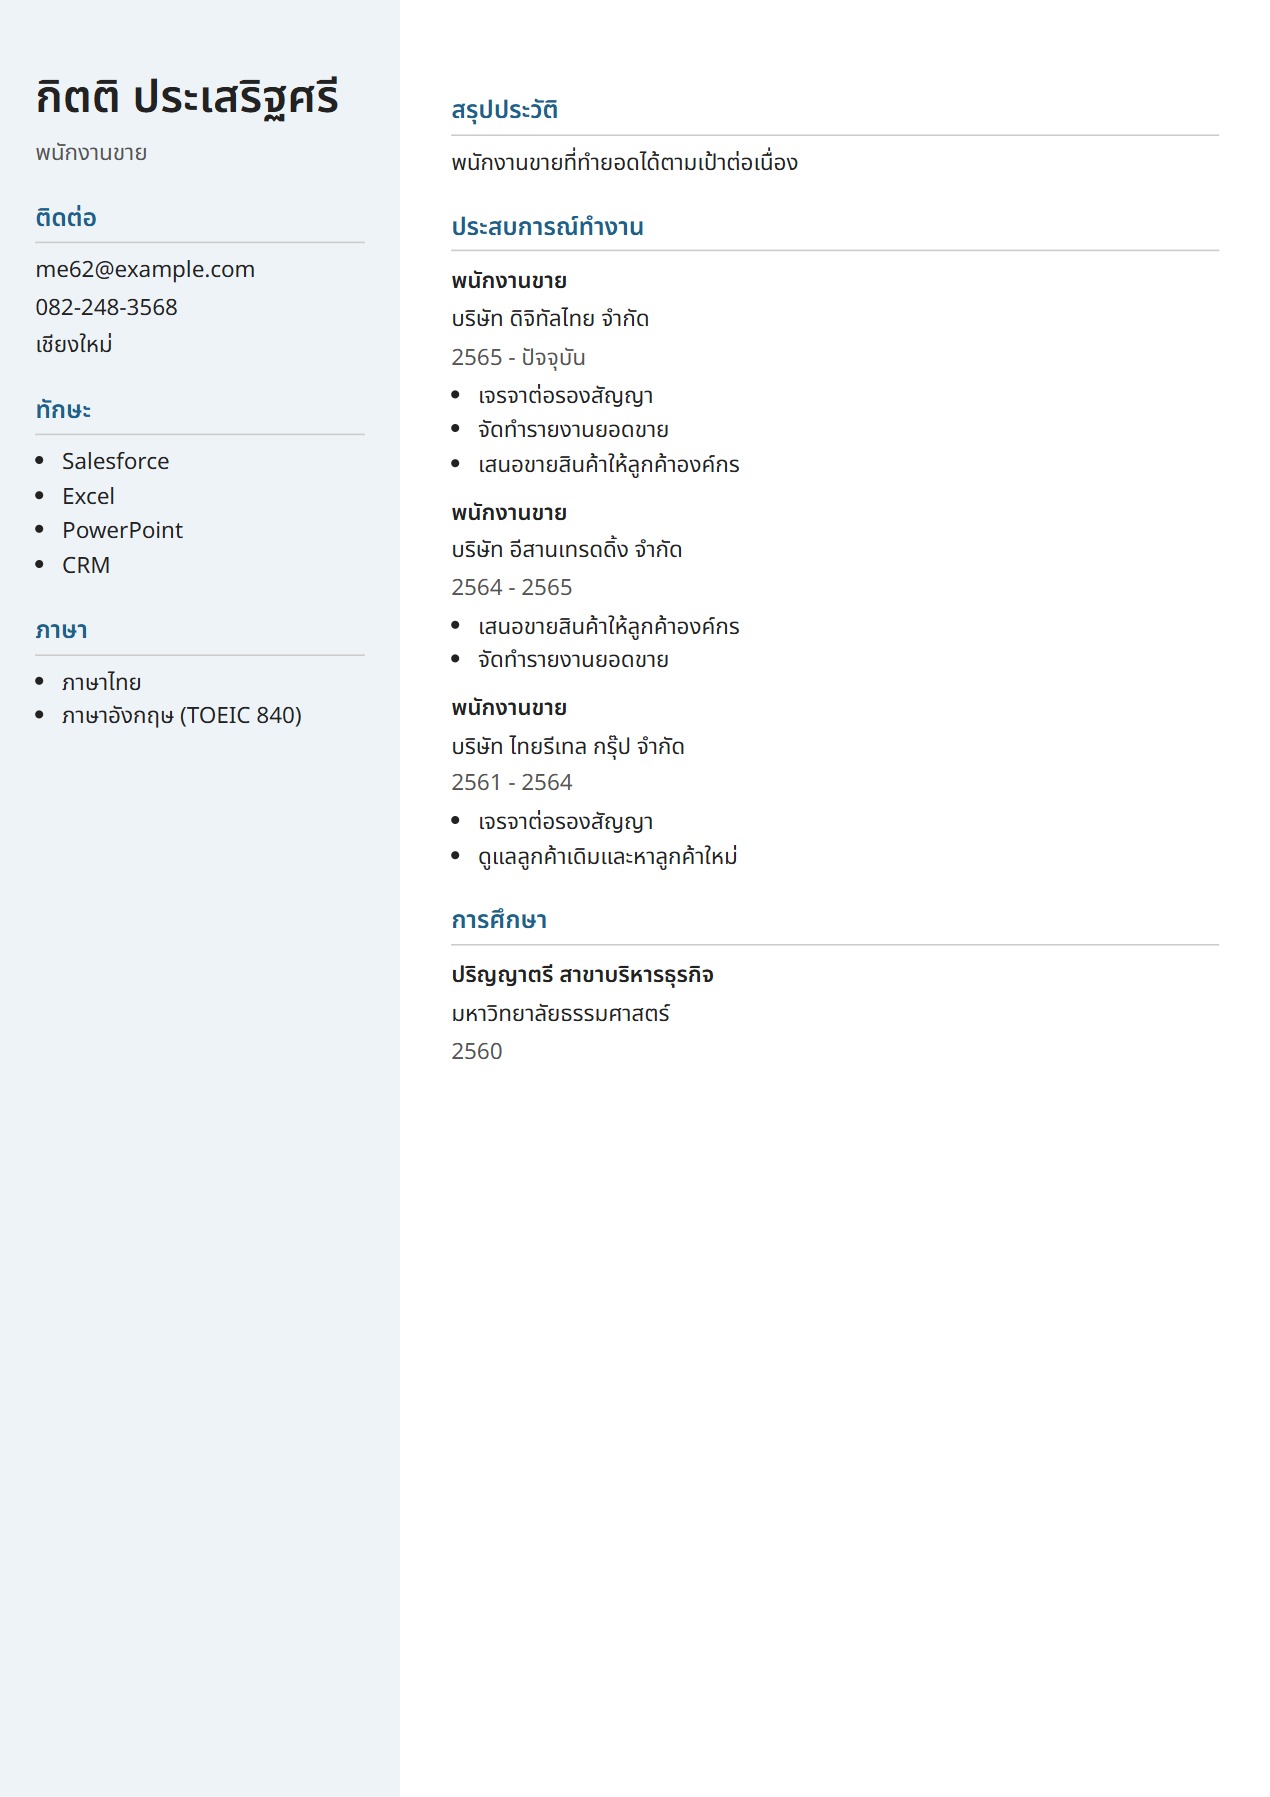 กิตติ ประเสริฐศรี
พนักงานขาย
ติดต่อ
me62@example.com
082-248-3568
เชียงใหม่
ทักษะ
• Salesforce
• Excel
• PowerPoint
• CRM
ภาษา
• ภาษาไทย
• ภาษาอังกฤษ (TOEIC 840)
สรุปประวัติ
พนักงานขายที่ทำยอดได้ตามเป้าต่อเนื่อง
ประสบการณ์ทำงาน
พนักงานขาย
บริษัท ดิจิทัลไทย จำกัด
2565 - ปัจจุบัน
• เจรจาต่อรองสัญญา
• จัดทำรายงานยอดขาย
• เสนอขายสินค้าให้ลูกค้าองค์กร
พนักงานขาย
บริษัท อีสานเทรดดิ้ง จำกัด
2564 - 2565
• เสนอขายสินค้าให้ลูกค้าองค์กร
• จัดทำรายงานยอดขาย
พนักงานขาย
บริษัท ไทยรีเทล กรุ๊ป จำกัด
2561 - 2564
• เจรจาต่อรองสัญญา
• ดูแลลูกค้าเดิมและหาลูกค้าใหม่
การศึกษา
ปริญญาตรี สาขาบริหารธุรกิจ
มหาวิทยาลัยธรรมศาสตร์
2560